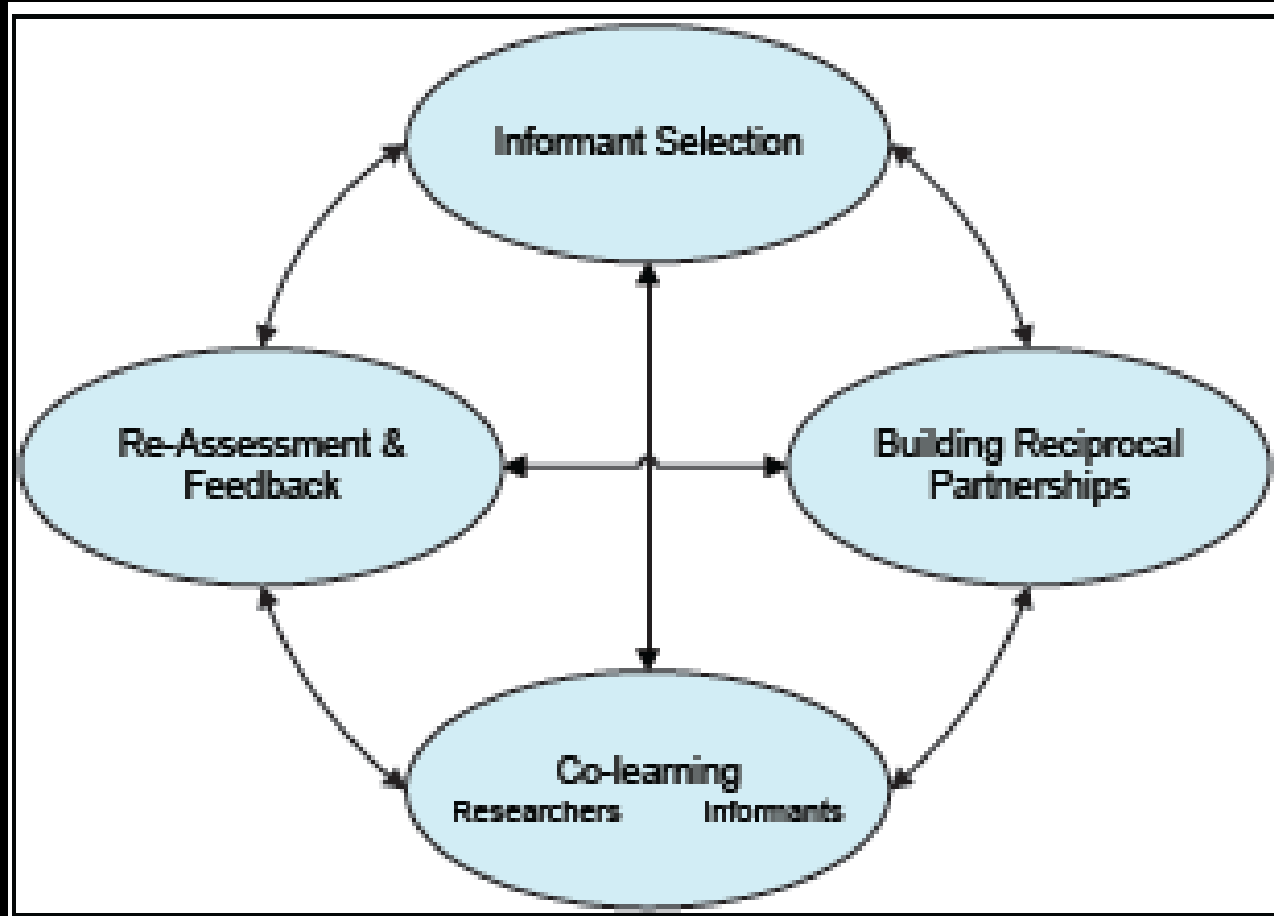 Informant Selection
Re-Assessment &
Feedback
Building Reciprocal
Partnerships
Co-learning
Researchers Informants